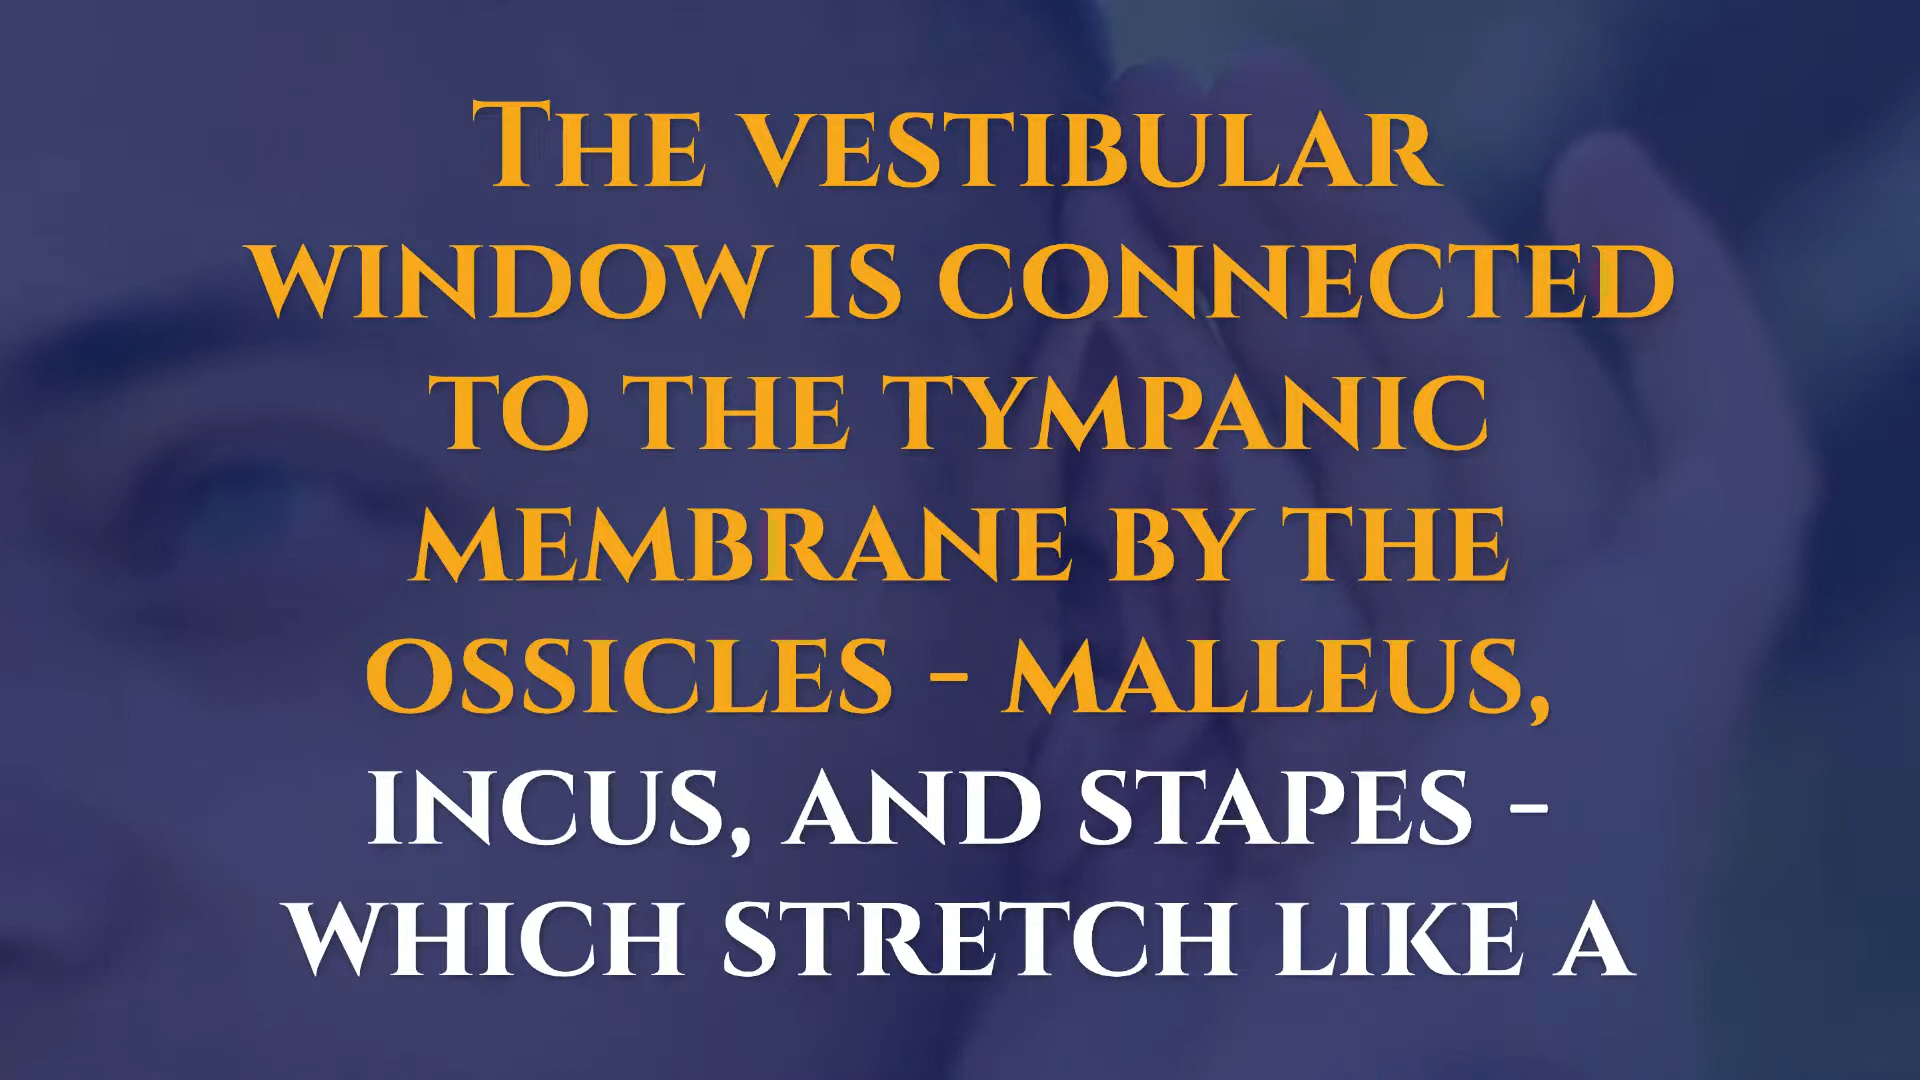 The vestibular
window is connected
to the tympanic
membrane by the
ossicles - malleus,
incus, and stapes -
which stretch like a